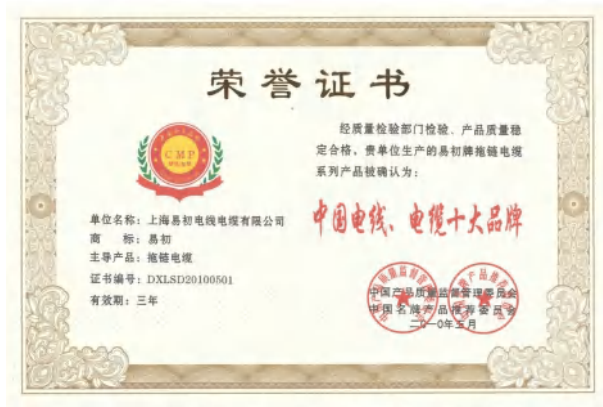 荣誉证书
CMP
单位名称：上海易初电线电缆有限公司
商　标：易初
主导产品：拖链电缆
证书编号：DXLSD20100501
有效期：三年
经质量检验部门检验、产品质量稳
定合格、贵单位生产的易初牌拖链电缆
系列产品被确认为：
中国电线、电缆十大品牌
中国产品质量监督管理委员会
中国名牌产品推荐委员会
二〇一〇年五月